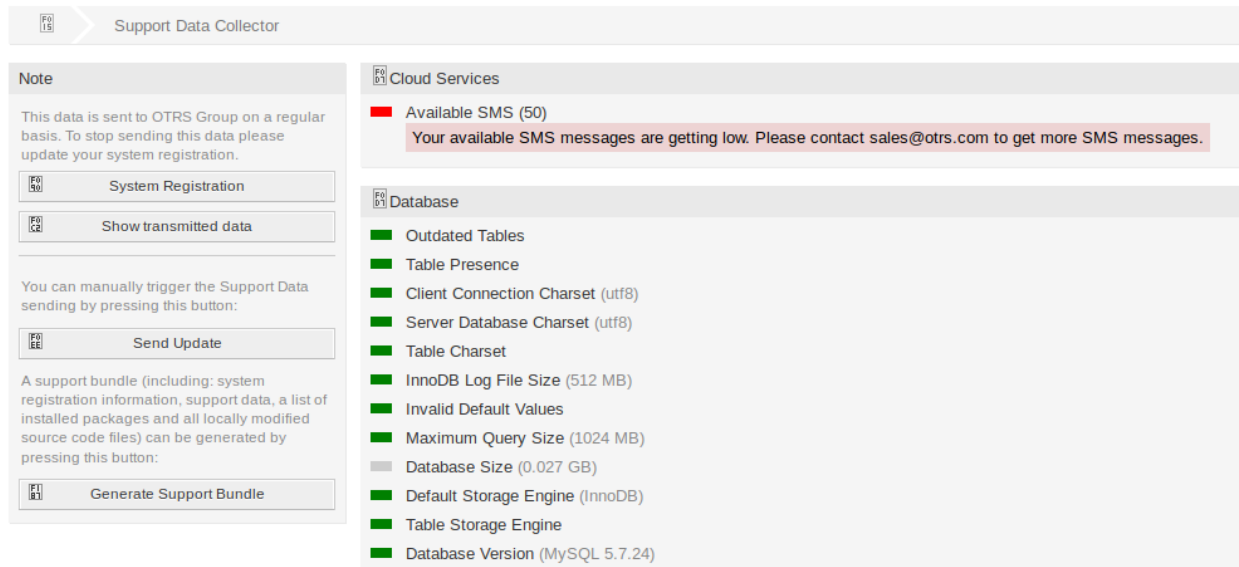 Support Data Collector
Note
This data is sent to OTRS Group on a regular
basis. To stop sending this data please
update your system registration.
System Registration
Show transmitted data
You can manually trigger the Support Data
sending by pressing this button:
Send Update
A support bundle (including: system
registration information, support data, a list of
installed packages and all locally modified
source code files) can be generated by
pressing this button:
Generate Support Bundle
Cloud Services
Available SMS (50)
Your available SMS messages are getting low. Please contact sales@otrs.com to get more SMS messages.
Database
Outdated Tables
Table Presence
Client Connection Charset (utf8)
Server Database Charset (utf8)
Table Charset
InnoDB Log File Size (512 MB)
Invalid Default Values
Maximum Query Size (1024 MB)
Database Size (0.027 GB)
Default Storage Engine (InnoDB)
Table Storage Engine
Database Version (MySQL 5.7.24)